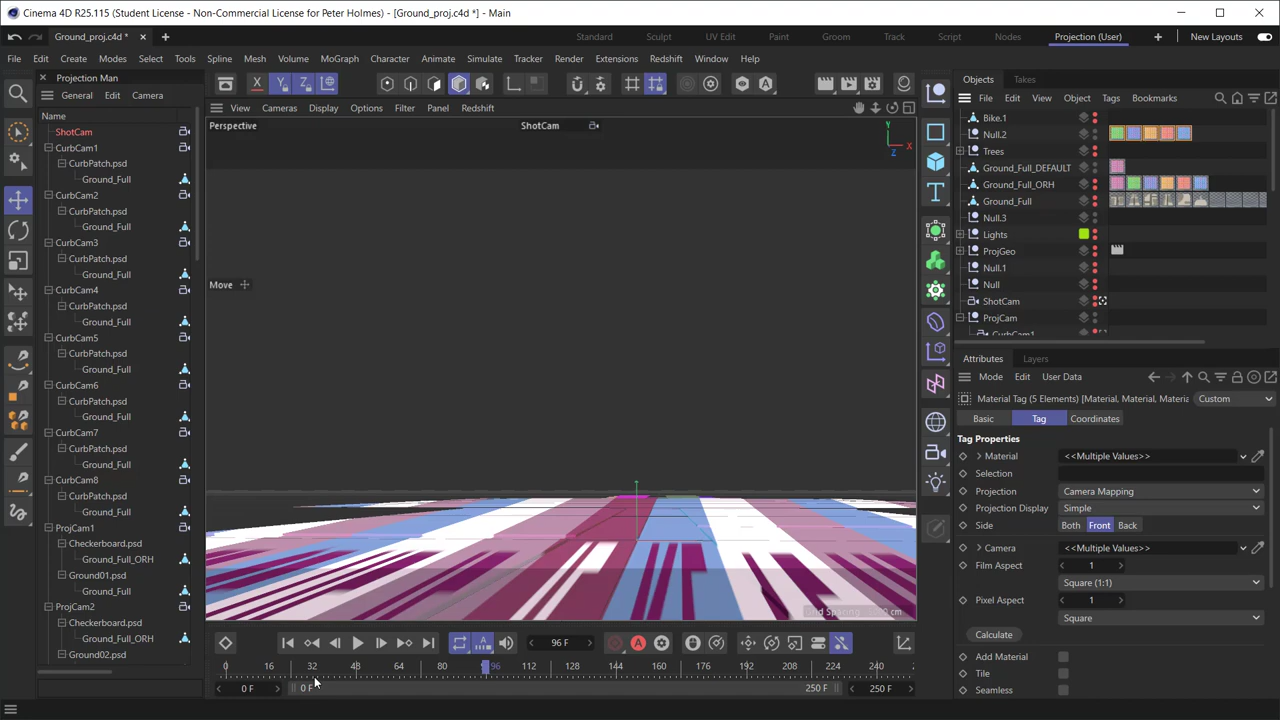 Cinema 4D R25.115 (Student License - Non-Commercial License for Peter Holmes) - [Ground_proj.c4d *] - Main
Ground_proj.c4d *
Standard Sculpt UV Edit Paint Groom Track Script Nodes Projection (User) New Layouts
File Edit Create Modes Select Tools Spline Mesh Volume MoGraph Character Animate Simulate Tracker Render Extensions Redshift Window Help
Projection Man
General Edit Camera
Name
ShotCam
CurbCam1
CurbPatch.psd
Ground_Full
CurbCam2
CurbPatch.psd
Ground_Full
CurbCam3
CurbPatch.psd
Ground_Full
CurbCam4
CurbPatch.psd
Ground_Full
CurbCam5
CurbPatch.psd
Ground_Full
CurbCam6
CurbPatch.psd
Ground_Full
CurbCam7
CurbPatch.psd
Ground_Full
CurbCam8
CurbPatch.psd
Ground_Full
ProjCam1
Checkerboard.psd
Ground_Full_ORH
Ground01.psd
Ground_Full
ProjCam2
Checkerboard.psd
Ground_Full_ORH
Ground02.psd
X Y Z
View Cameras Display Options Filter Panel Redshift
Perspective
ShotCam
Y
X
Z
Move
96 F
0 16 32 48 64 80 96 112 128 144 160 176 192 208 224 240 2
0 F
0 F
250 F
250 F
Objects Takes
File Edit View Object Tags Bookmarks
Bike.1
Null.2
Trees
Ground_Full_DEFAULT
Ground_Full_ORH
Ground_Full
Null.3
Lights
ProjGeo
Null.1
Null
ShotCam
ProjCam
CurbCam1
Attributes Layers
Mode Edit User Data
Material Tag (5 Elements) [Material, Material, Materia
Custom
Basic Tag Coordinates
Tag Properties
Material <<Multiple Values>>
Selection
Projection Camera Mapping
Projection Display Simple
Side Both Front Back
Camera <<Multiple Values>>
Film Aspect 1
Square (1:1)
Pixel Aspect 1
Square
Calculate
Add Material
Tile
Seamless